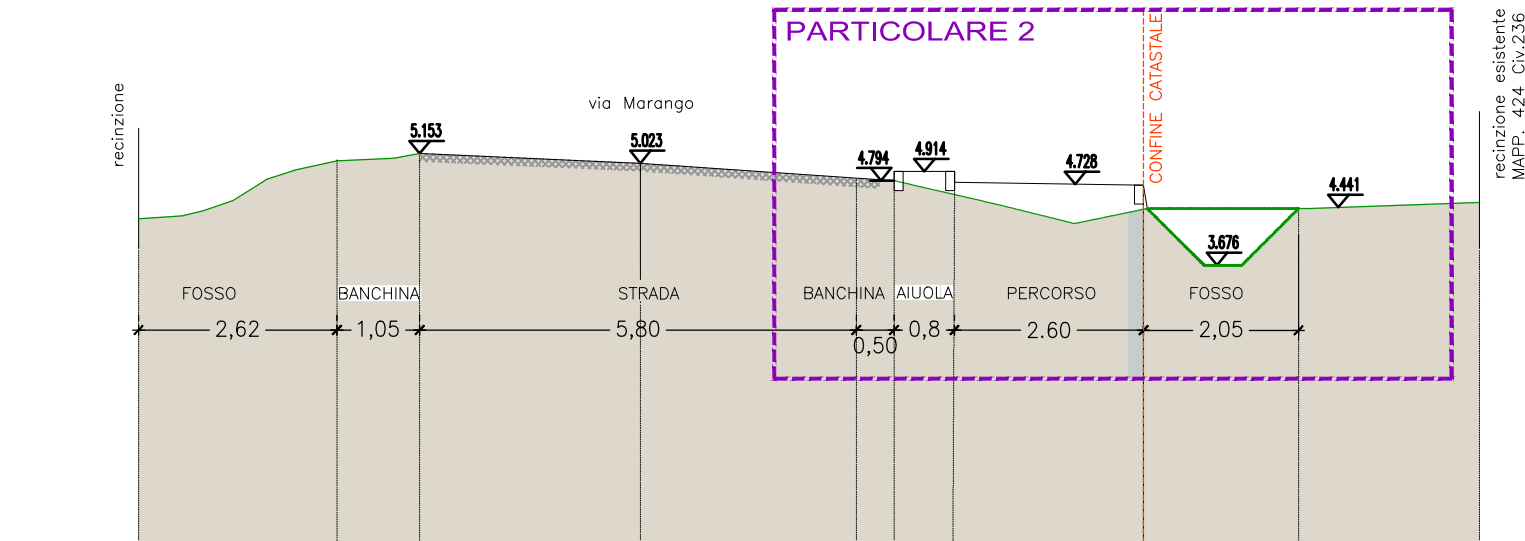 PARTICOLARE 2
CONFINE CATASTALE
recinzione esistente
MAPP. 424 Civ.236
recinzione
via Marango
5.153
5.023
4.794
4.914
4.728
4.441
3.676
FOSSO
BANCHINA
STRADA
BANCHINA
AIUOLA
PERCORSO
FOSSO
2,62
1,05
5,80
0,50
0,8
2.60
2,05